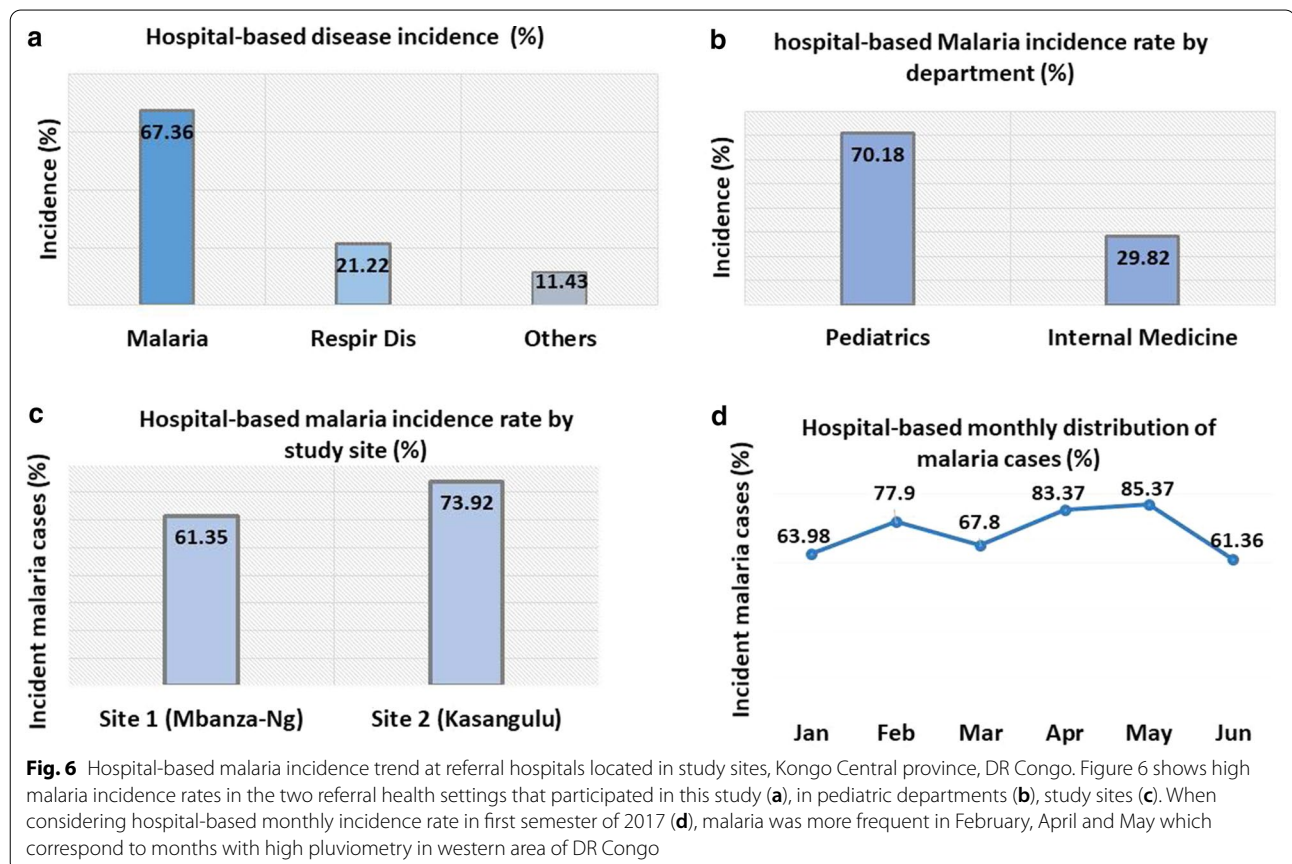 a
Hospital-based disease incidence (%)
Incidence (%)
67.36
21.22
11.43
Malaria
Respir Dis
Others
b
hospital-based Malaria incidence rate by
department (%)
Incidence (%)
70.18
29.82
Pediatrics
Internal Medicine
c
Hospital-based malaria incidence rate by
study site (%)
Incident malaria cases (%)
61.35
73.92
Site 1 (Mbanza-Ng)
Site 2 (Kasangulu)
d
Hospital-based monthly distribution of
malaria cases (%)
Incident malaria cases (%)
63.98
77.9
67.8
83.37
85.37
61.36
Jan
Feb
Mar
Apr
May
Jun
Fig. 6 Hospital-based malaria incidence trend at referral hospitals located in study sites, Kongo Central province, DR Congo. Figure 6 shows high
malaria incidence rates in the two referral health settings that participated in this study (a), in pediatric departments (b), study sites (c). When
considering hospital-based monthly incidence rate in first semester of 2017 (d), malaria was more frequent in February, April and May which
correspond to months with high pluviometry in western area of DR Congo